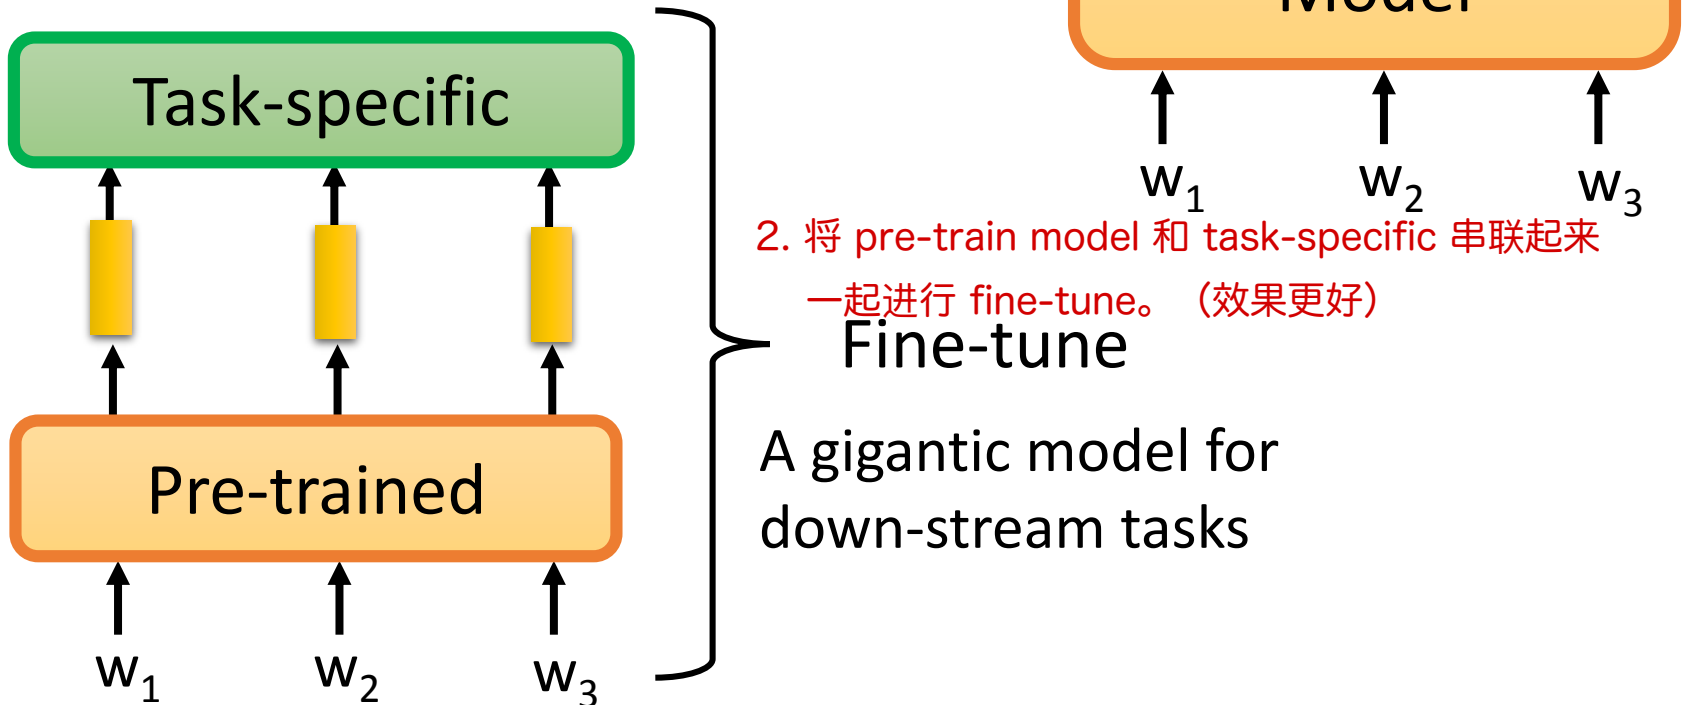 Model
w1 w2 w3
Task-specific
2. 将 pre-train model 和 task-specific 串联起来
一起进行 fine-tune。（效果更好）
Fine-tune
A gigantic model for
down-stream tasks
Pre-trained
w1 w2 w3